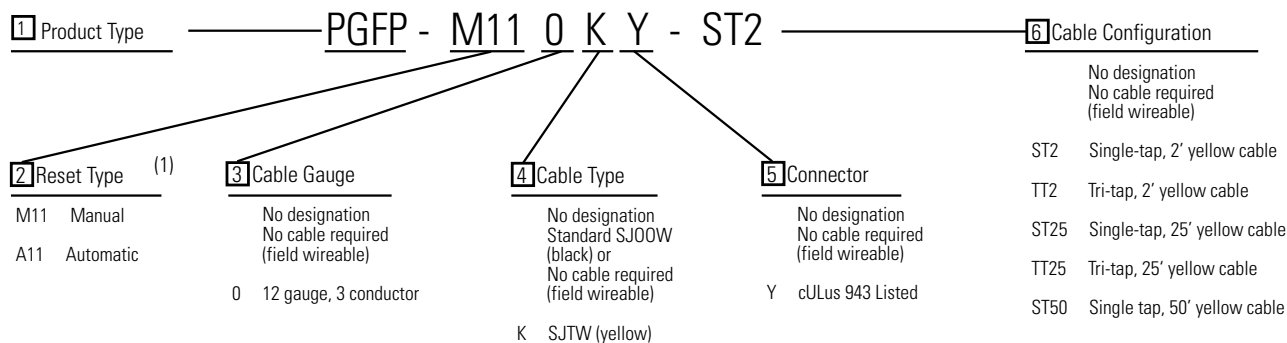 1 Product Type
PGFP - M11 0 K Y - ST2
6 Cable Configuration
No designation
No cable required
(field wireable)
ST2 Single-tap, 2’ yellow cable
TT2 Tri-tap, 2’ yellow cable
ST25 Single-tap, 25’ yellow cable
TT25 Tri-tap, 25’ yellow cable
ST50 Single tap, 50’ yellow cable
2 Reset Type (1)
M11 Manual
A11 Automatic
3 Cable Gauge
No designation
No cable required
(field wireable)
0 12 gauge, 3 conductor
4 Cable Type
No designation
Standard SJOOW
(black) or
No cable required
(field wireable)
K SJTW (yellow)
5 Connector
No designation
No cable required
(field wireable)
Y cULus 943 Listed